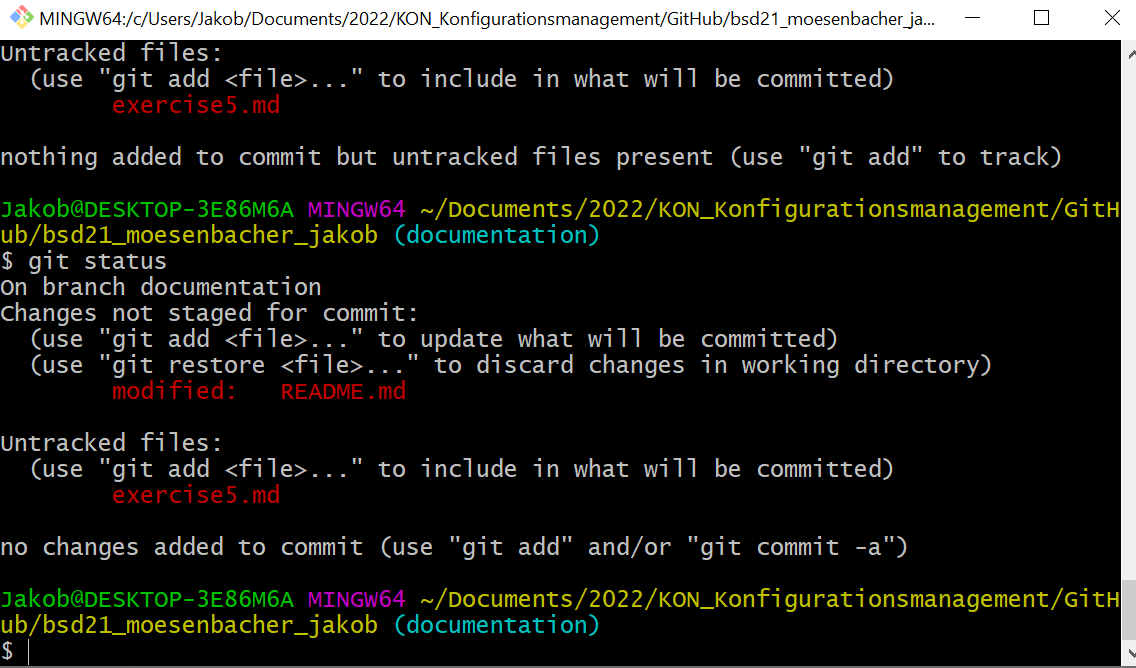 MINGW64:/c/Users/Jakob/Documents/2022/KON_Konfigurationsmanagement/GitHub/bsd21_moesenbacher_ja...
Untracked files:
  (use "git add <file>..." to include in what will be committed)
        exercise5.md

nothing added to commit but untracked files present (use "git add" to track)

Jakob@DESKTOP-3E86M6A MINGW64 ~/Documents/2022/KON_Konfigurationsmanagement/GitH
ub/bsd21_moesenbacher_jakob (documentation)
$ git status
On branch documentation
Changes not staged for commit:
  (use "git add <file>..." to update what will be committed)
  (use "git restore <file>..." to discard changes in working directory)
        modified:   README.md

Untracked files:
  (use "git add <file>..." to include in what will be committed)
        exercise5.md

no changes added to commit (use "git add" and/or "git commit -a")

Jakob@DESKTOP-3E86M6A MINGW64 ~/Documents/2022/KON_Konfigurationsmanagement/GitH
ub/bsd21_moesenbacher_jakob (documentation)
$